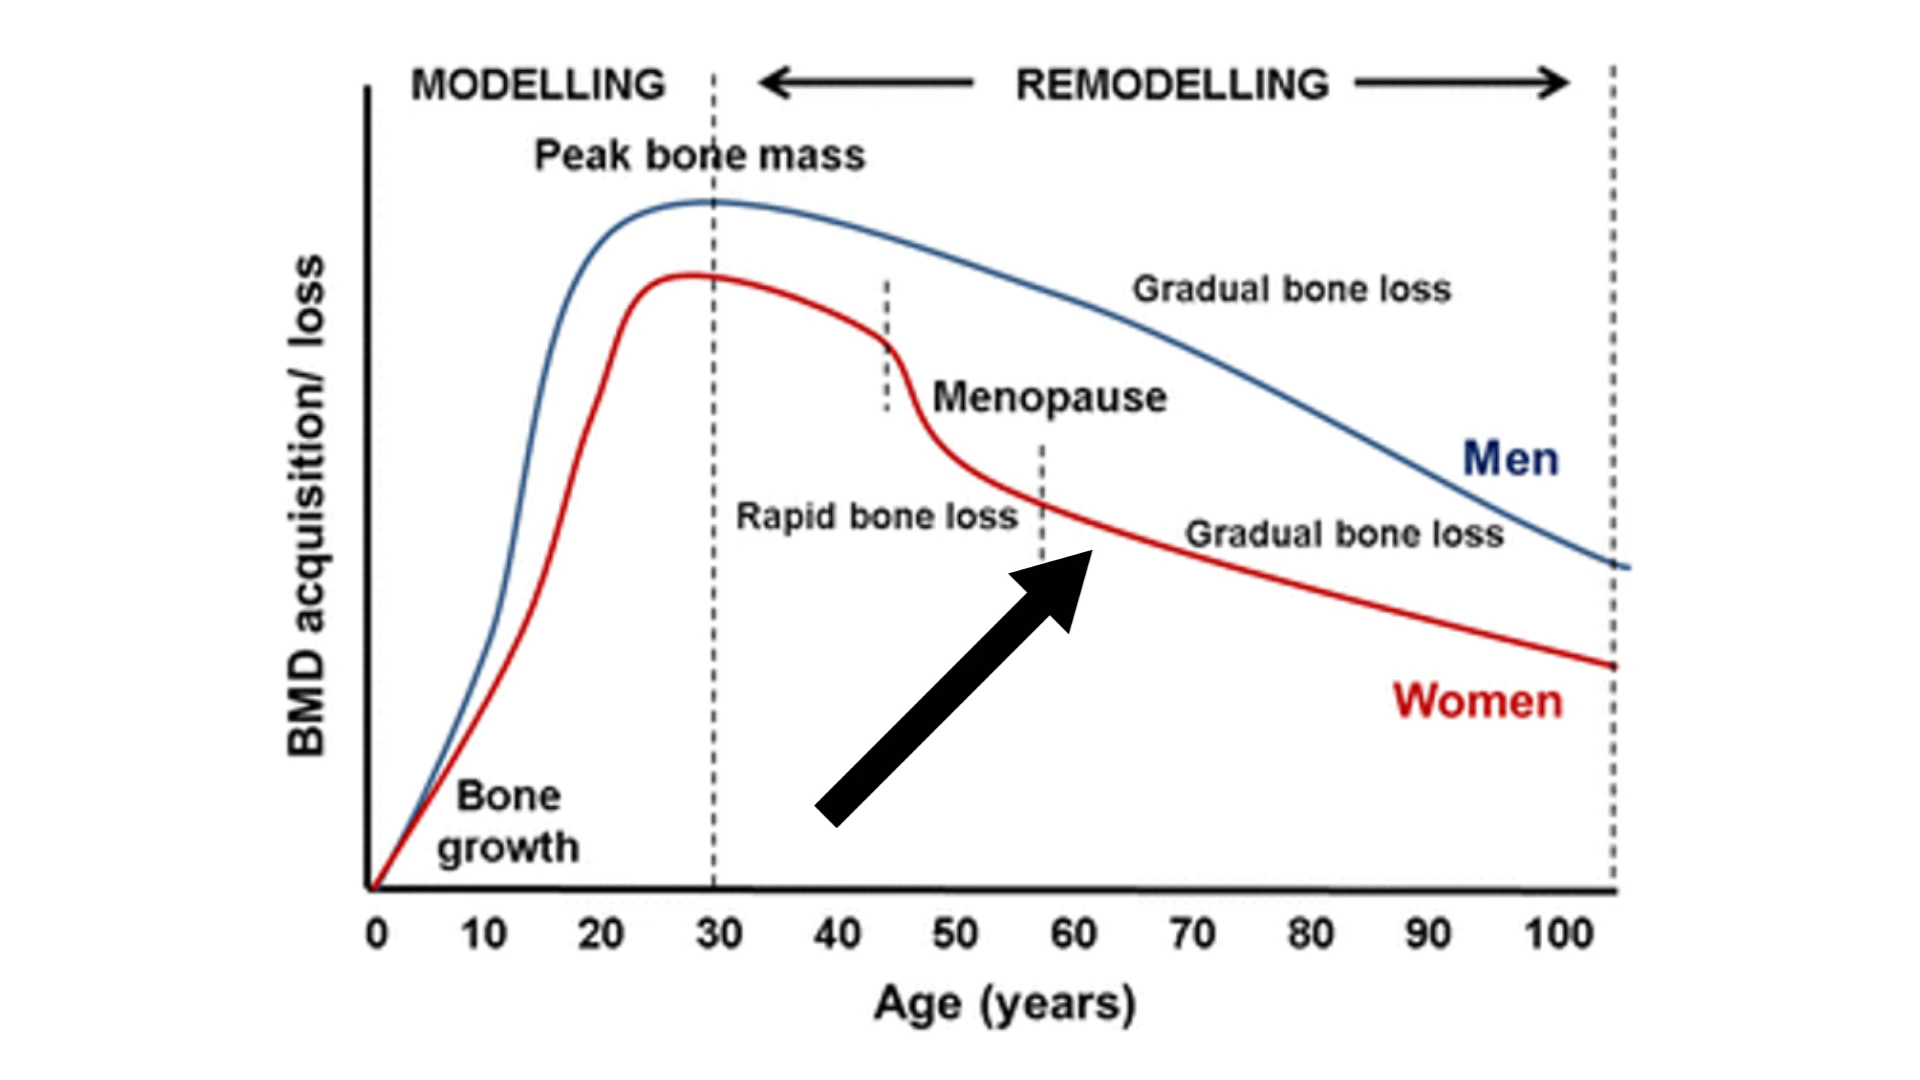 MODELLING
REMODELLING
Peak bone mass
Gradual bone loss
Menopause
Men
Rapid bone loss
Gradual bone loss
Women
Bone
growth
BMD acquisition/ loss
0 10 20 30 40 50 60 70 80 90 100
Age (years)